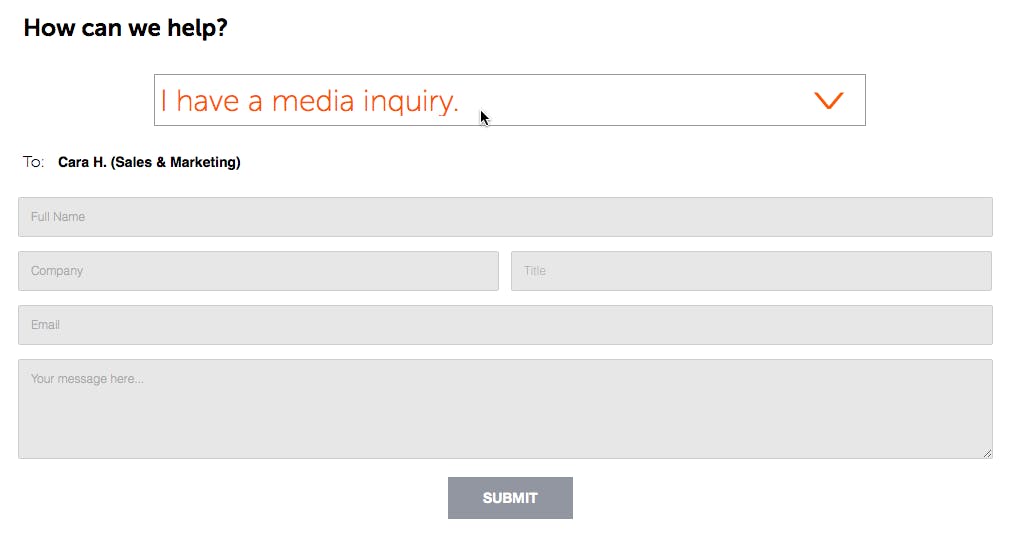 How can we help?
I have a media inquiry.
To: Cara H. (Sales & Marketing)
Full Name
Company Title
Email
Your message here...
SUBMIT